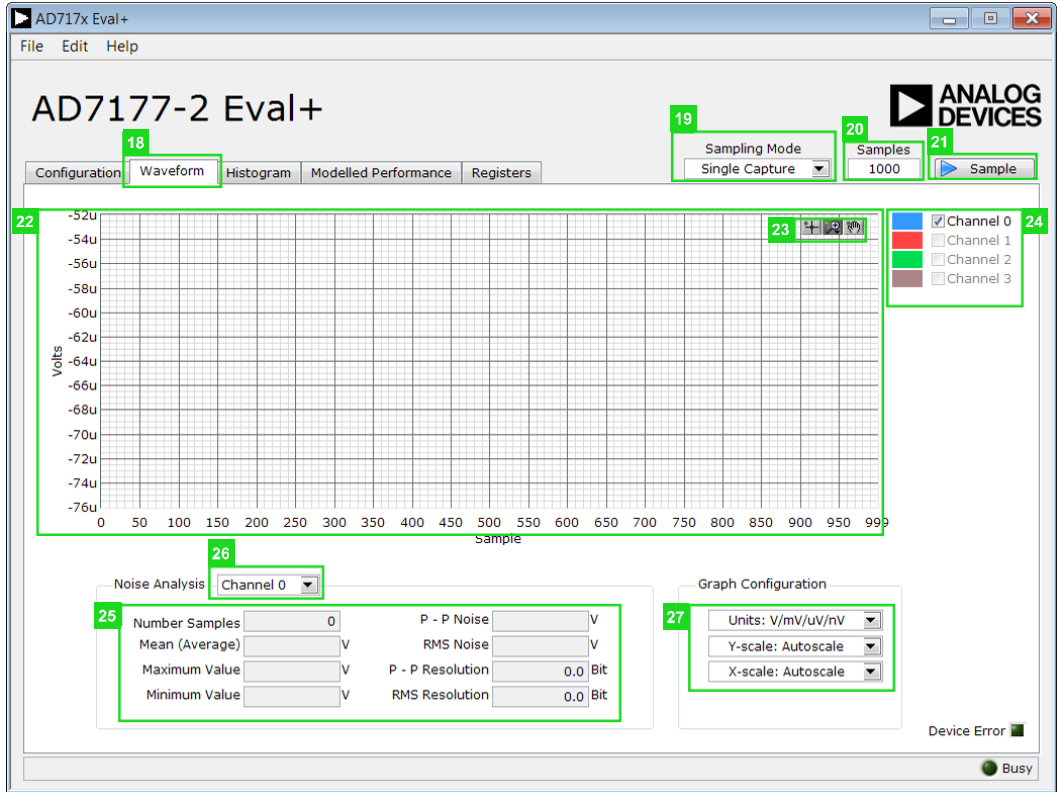 AD717x Eval+
File Edit Help
AD7177-2 Eval+
ANALOG
DEVICES
18
19
20
21
Sampling Mode
Samples
Configuration Waveform Histogram Modelled Performance Registers
Single Capture
1000
Sample
22
23
24
-52u
-54u
-56u
-58u
-60u
-62u
-64u
-66u
-68u
-70u
-72u
-74u
-76u
Volts
0 50 100 150 200 250 300 350 400 450 500 550 600 650 700 750 800 850 900 950 999
Sample
Channel 0
Channel 1
Channel 2
Channel 3
26
Noise Analysis Channel 0
25
Number Samples 0
Mean (Average) V
Maximum Value V
Minimum Value V
P - P Noise V
RMS Noise V
P - P Resolution 0.0 Bit
RMS Resolution 0.0 Bit
Graph Configuration
27
Units: V/mV/uV/nV
Y-scale: Autoscale
X-scale: Autoscale
Device Error
Busy